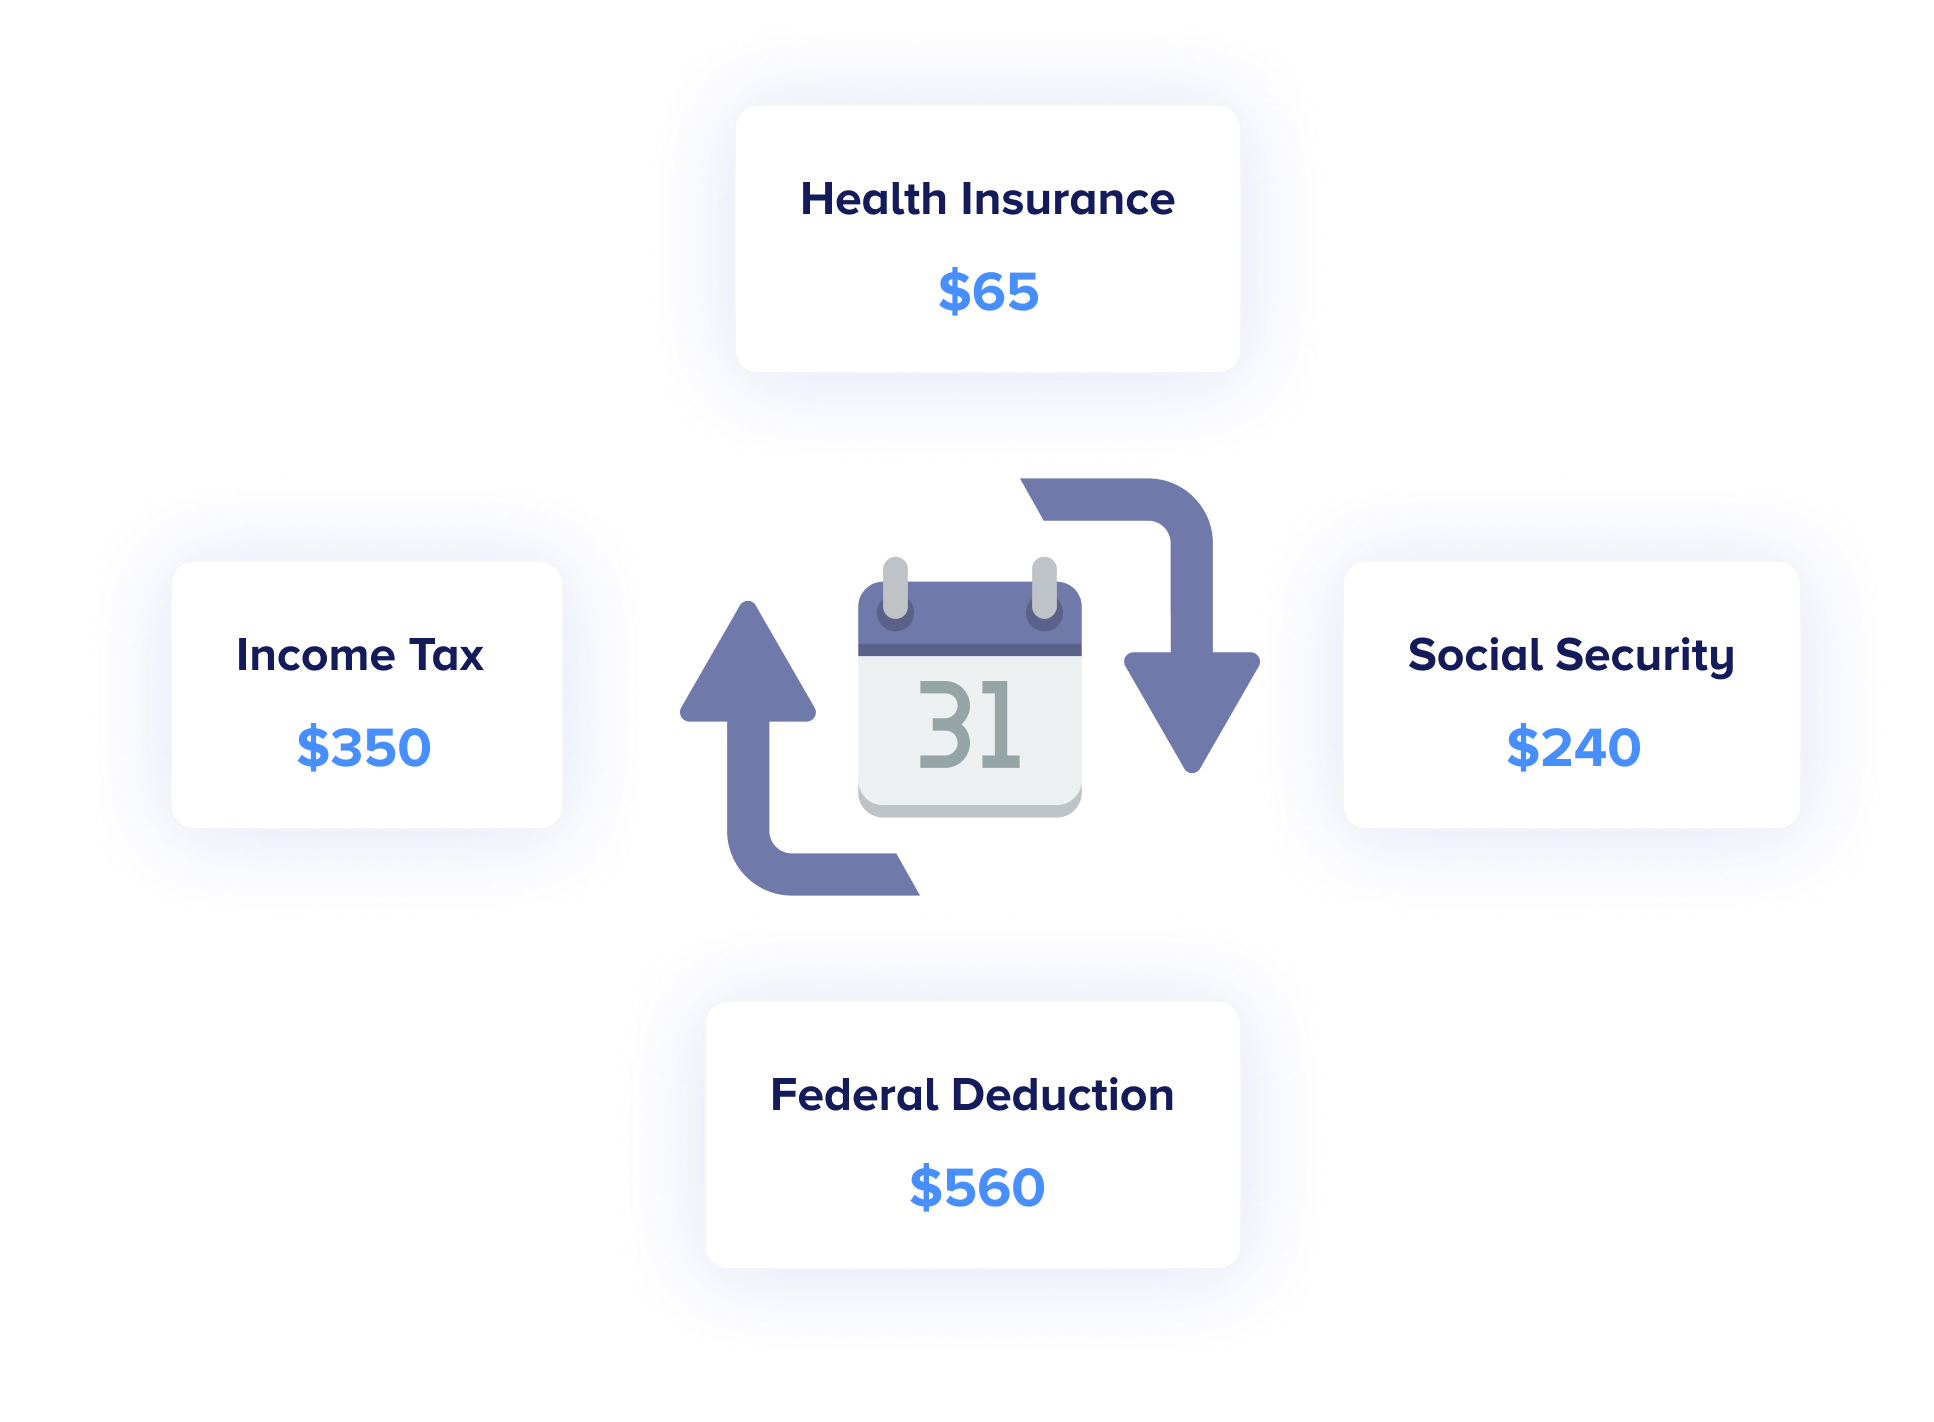 Health Insurance
$65
Income Tax
$350
31
Social Security
$240
Federal Deduction
$560